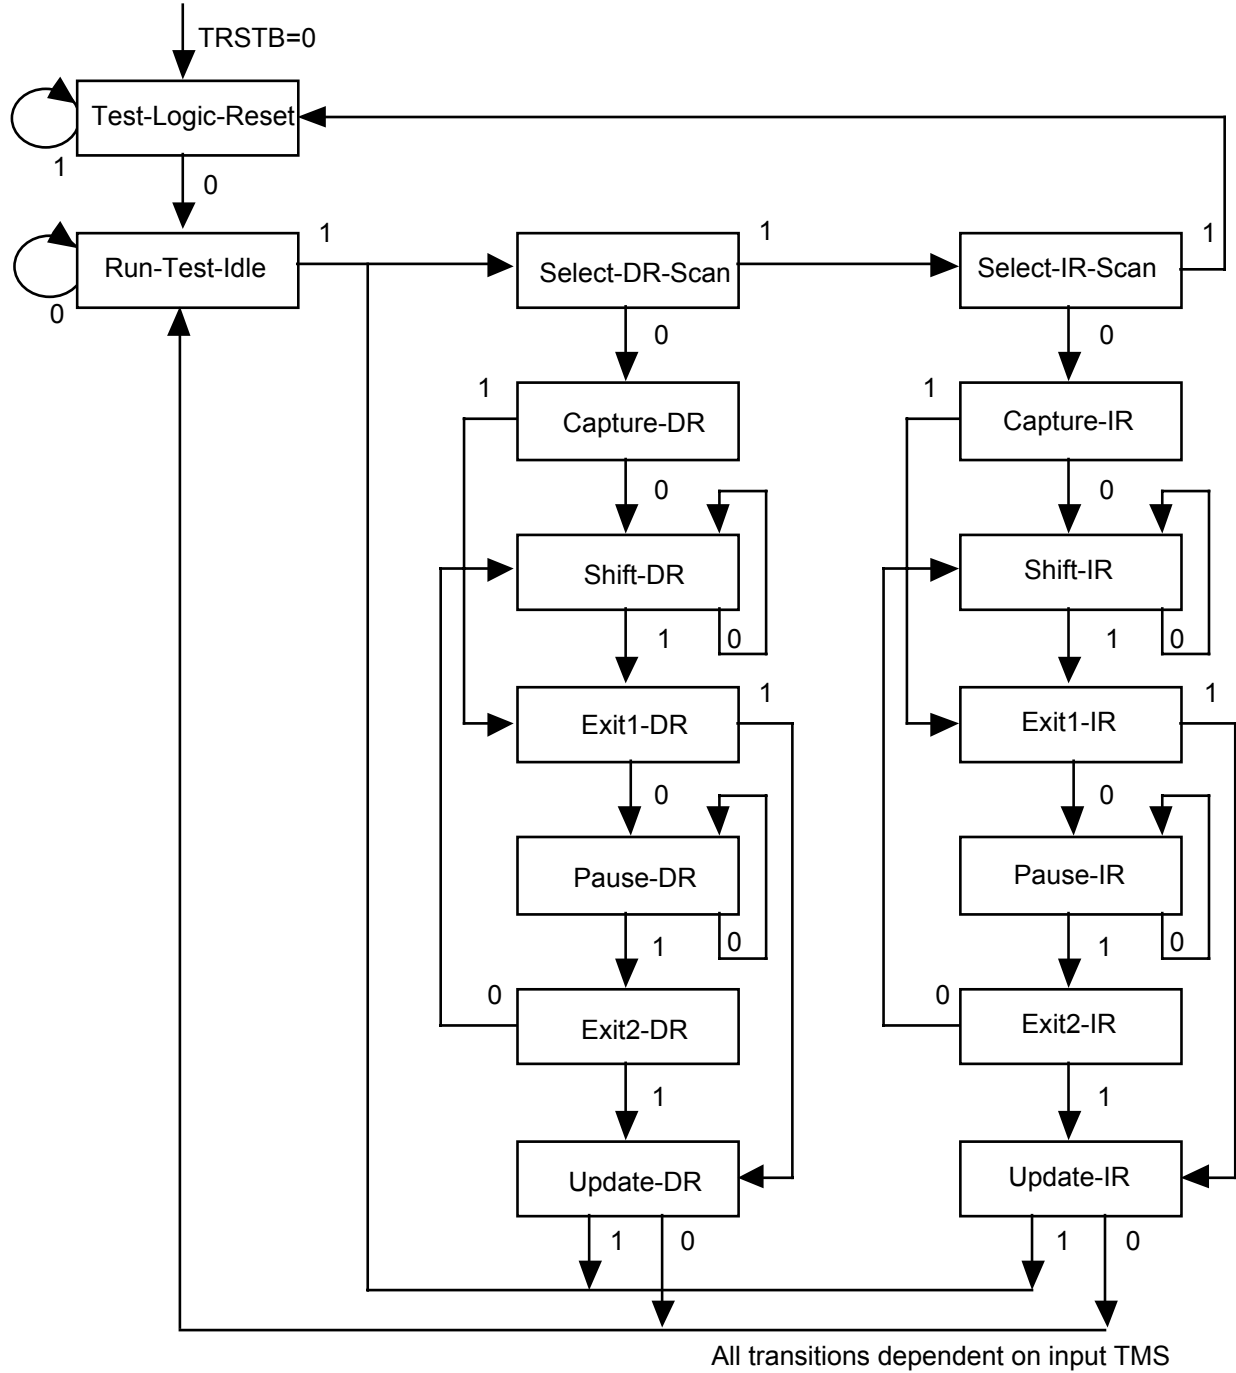 TRSTB=0
Test-Logic-Reset
1
0
Run-Test-Idle
0
1
Select-DR-Scan
1
Select-IR-Scan
1
0
0
1
Capture-DR
1
Capture-IR
0
0
Shift-DR
Shift-IR
1
0
1
0
Exit1-DR
1
Exit1-IR
1
0
0
Pause-DR
Pause-IR
1
0
1
0
0
Exit2-DR
0
Exit2-IR
1
1
Update-DR
Update-IR
1
0
1
0
All transitions dependent on input TMS